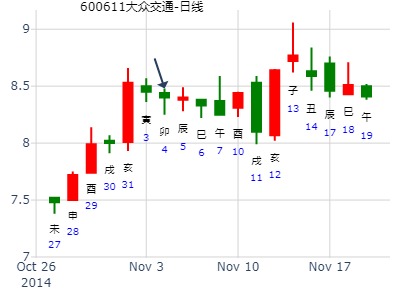 600611大众交通-日线
9
8.5
8
7.5
7
未
27
申
28
酉
29
戌
30
亥
31
寅
3
卯
4
辰
5
巳
6
午
7
酉
10
戌
11
亥
12
子
13
丑
14
辰
17
巳
18
午
19
Oct 26
2014
Nov 3
Nov 10
Nov 17